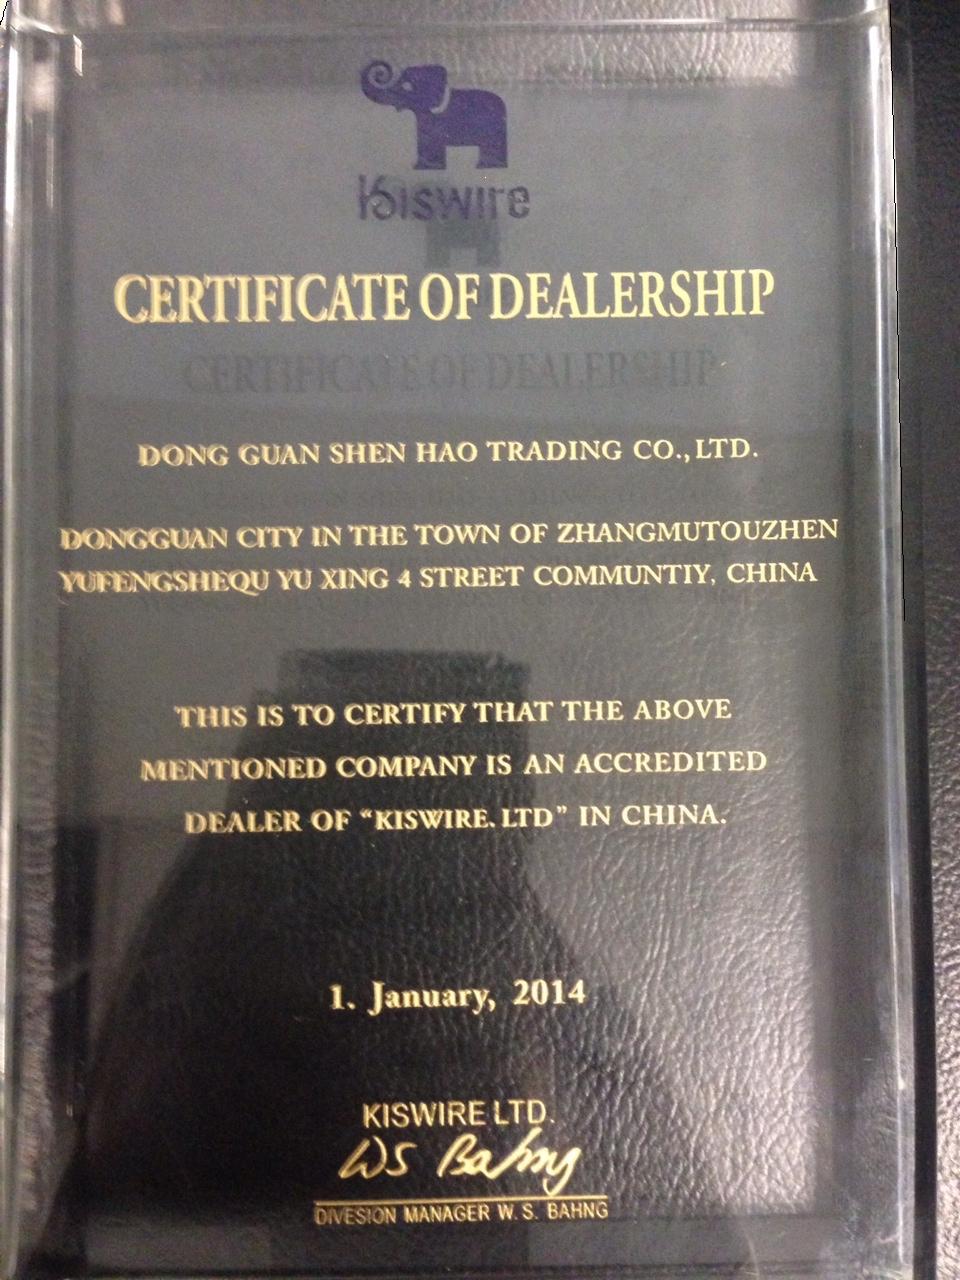 Kiswire
CERTIFICATE OF DEALERSHIP
DONG GUAN SHEN HAO TRADING CO.,LTD.
DONGGUAN CITY IN THE TOWN OF ZHANGMUTOUZHEN
YUFENGSHEQU YU XING 4 STREET COMMUNTIY, CHINA
THIS IS TO CERTIFY THAT THE ABOVE
MENTIONED COMPANY IS AN ACCREDITED
DEALER OF “KISWIRE. LTD” IN CHINA.
1. January, 2014
KISWIRE LTD.
WS Bahng
DIVESION MANAGER W. S. BAHNG